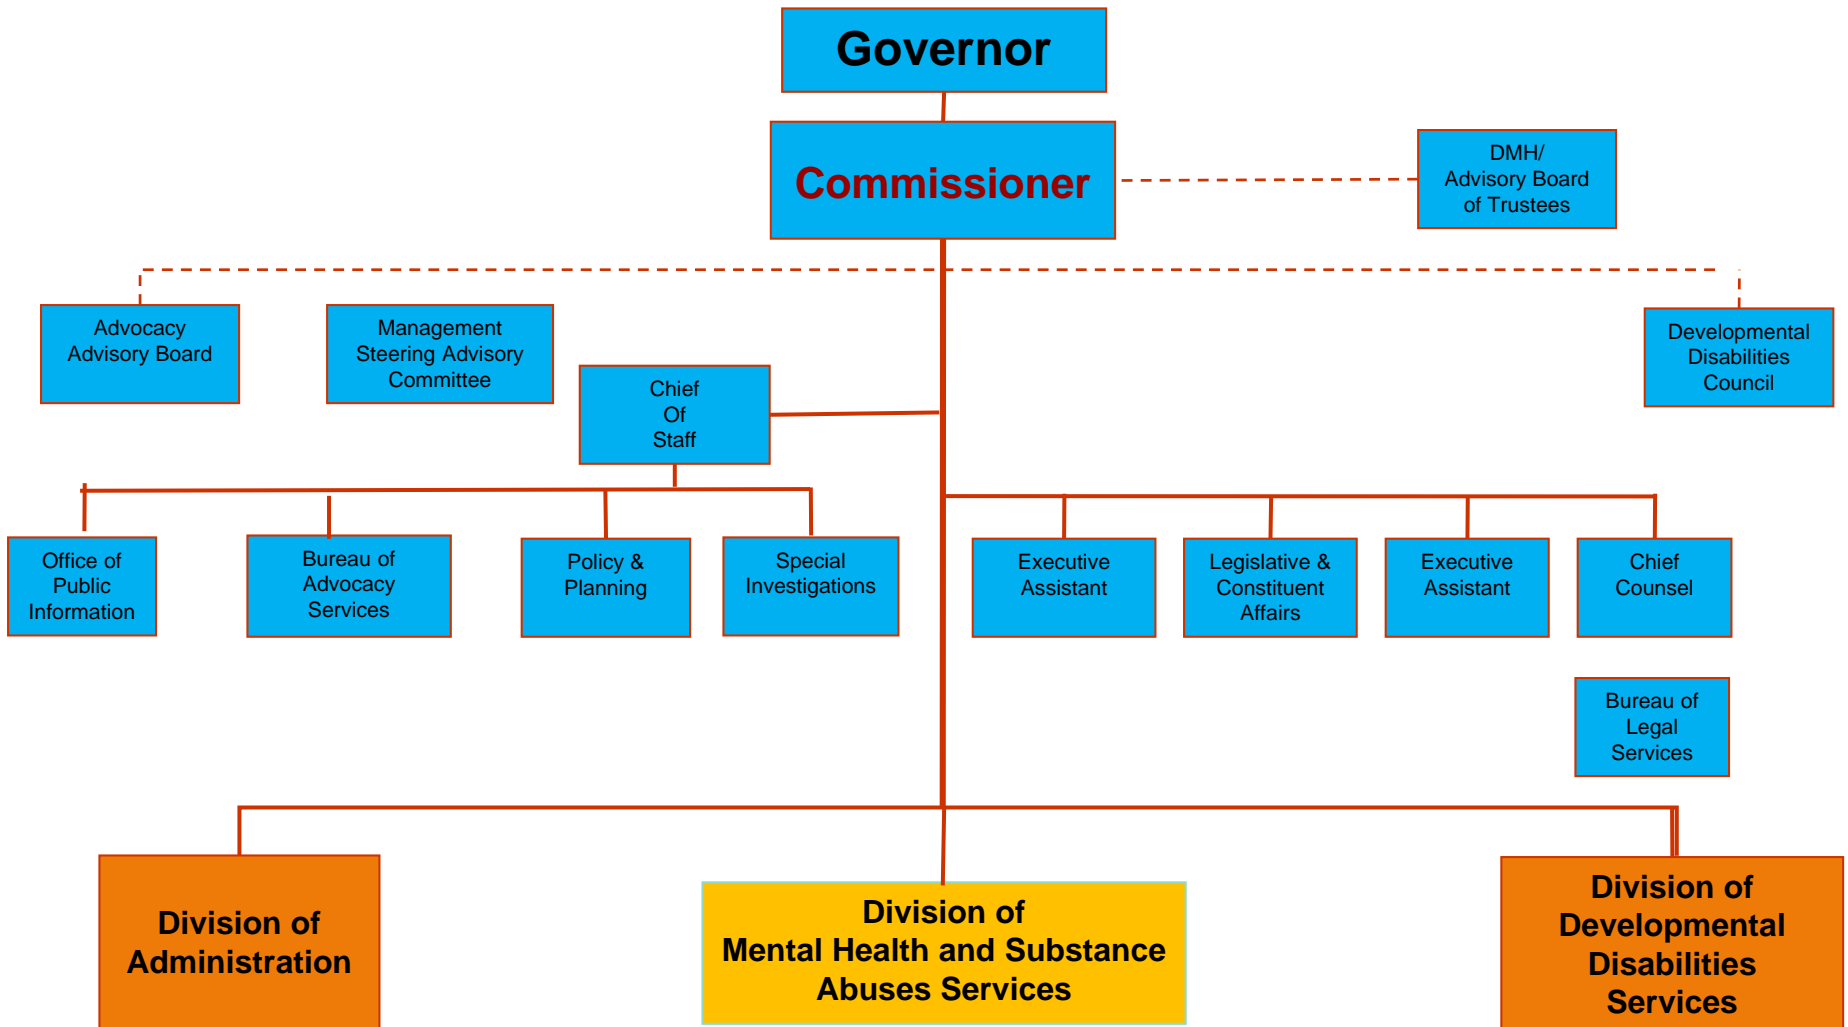 Governor
Commissioner
DMH/
Advisory Board
of Trustees
Advocacy
Advisory Board
Management
Steering Advisory
Committee
Developmental
Disabilities
Council
Chief
Of
Staff
Office of
Public
Information
Bureau of
Advocacy
Services
Policy &
Planning
Special
Investigations
Executive
Assistant
Legislative &
Constituent
Affairs
Executive
Assistant
Chief
Counsel
Bureau of
Legal
Services
Division of
Administration
Division of
Mental Health and Substance
Abuses Services
Division of
Developmental
Disabilities
Services